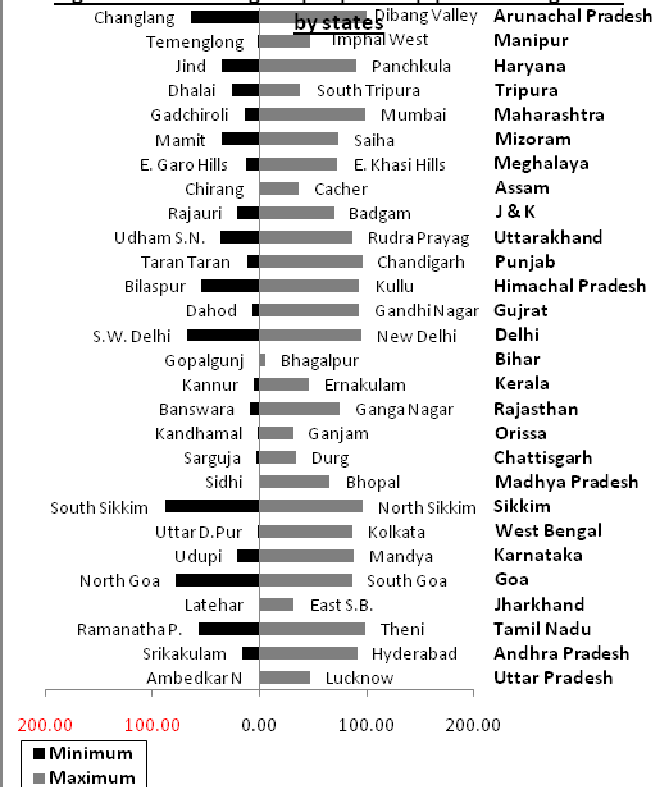 by states
Changlang Dibang Valley Arunachal Pradesh
Temenglong Imphal West Manipur
Jind Panchkula Haryana
Dhalai South Tripura Tripura
Gadchiroli Mumbai Maharashtra
Mamit Saiha Mizoram
E. Garo Hills E. Khasi Hills Meghalaya
Chirang Cacher Assam
Rajauri Badgam J & K
Udham S.N. Rudra Prayag Uttarakhand
Taran Taran Chandigarh Punjab
Bilaspur Kullu Himachal Pradesh
Dahod Gandhi Nagar Gujrat
S.W. Delhi New Delhi Delhi
Gopalgunj Bhagalpur Bihar
Kannur Ernakulam Kerala
Banswara Ganga Nagar Rajasthan
Kandhamal Ganjam Orissa
Sarguja Durg Chattisgarh
Sidhi Bhopal Madhya Pradesh
South Sikkim North Sikkim Sikkim
Uttar D.Pur Kolkata West Bengal
Udupi Mandya Karnataka
North Goa South Goa Goa
Latehar East S.B. Jharkhand
Ramanatha P. Theni Tamil Nadu
Srikakulam Hyderabad Andhra Pradesh
Ambedkar N Lucknow Uttar Pradesh
200.00 100.00 0.00 100.00 200.00
Minimum
Maximum